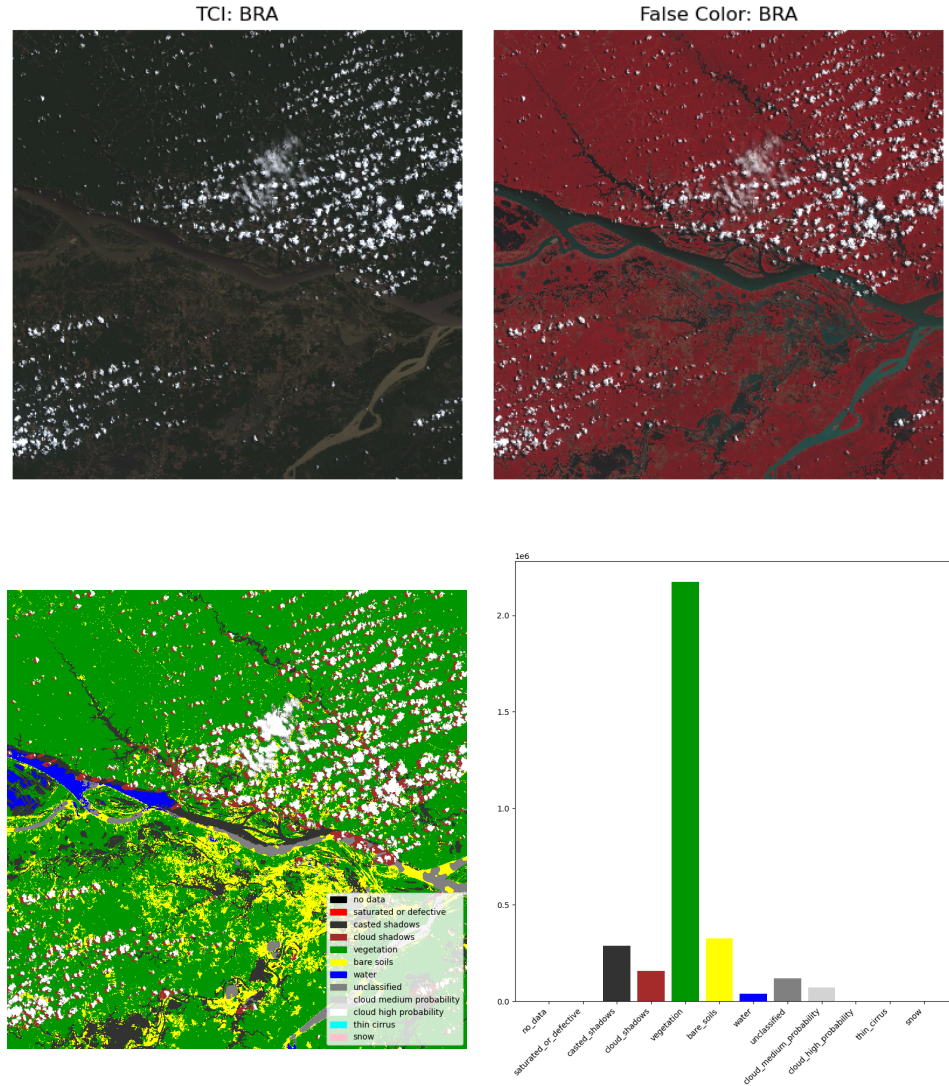 TCI: BRA
False Color: BRA
no data
saturated or defective
casted shadows
cloud shadows
vegetation
bare soils
water
unclassified
cloud medium probability
cloud high probability
thin cirrus
snow
1e6
2.0
1.5
1.0
0.5
0.0
no_data
saturated_or_defective
casted_shadows
cloud_shadows
vegetation
bare_soils
water
unclassified
cloud_medium_probability
cloud_high_probability
thin_cirrus
snow